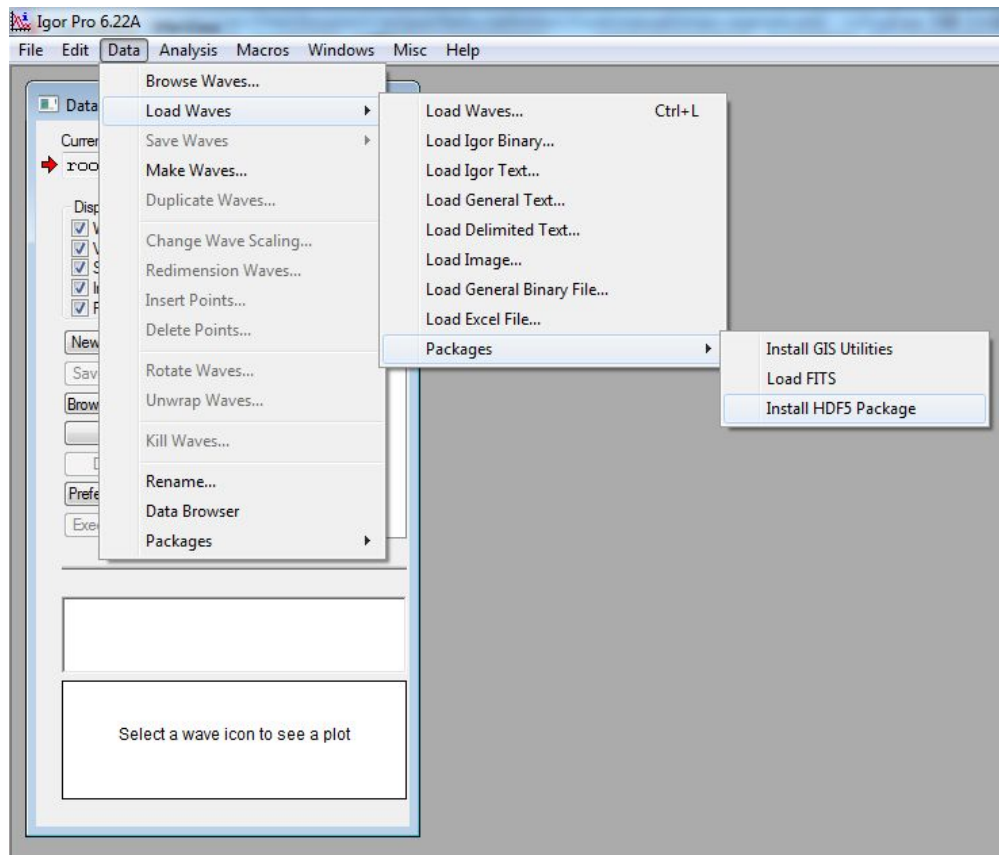 Igor Pro 6.22A
File Edit Data Analysis Macros Windows Misc Help
Data
Curren
roo
Disp
New
Sav
Brow
Prefe
Exe
Browse Waves...
Load Waves
Save Waves
Make Waves...
Duplicate Waves...
Change Wave Scaling...
Redimension Waves...
Insert Points...
Delete Points...
Rotate Waves...
Unwrap Waves...
Kill Waves...
Rename...
Data Browser
Packages
Load Waves... Ctrl+L
Load Igor Binary...
Load Igor Text...
Load General Text...
Load Delimited Text...
Load Image...
Load General Binary File...
Load Excel File...
Packages
Install GIS Utilities
Load FITS
Install HDF5 Package
Select a wave icon to see a plot